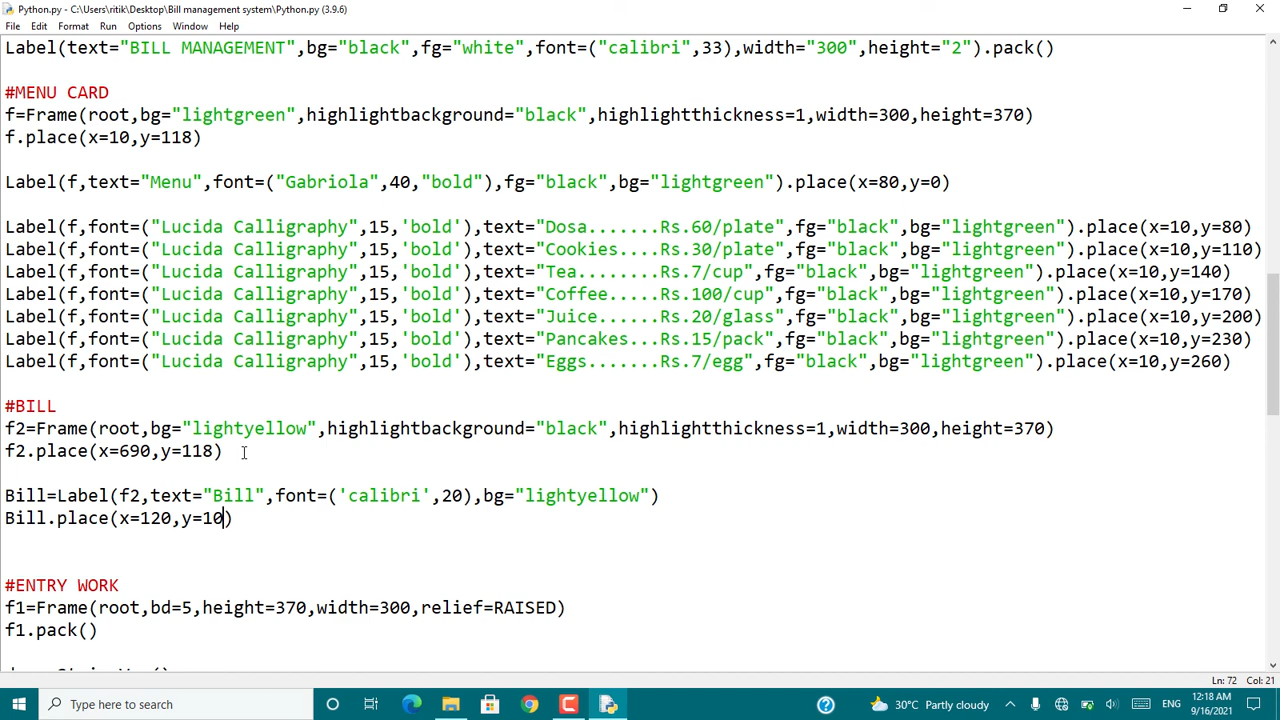 Python.py - C:\Users\ritik\Desktop\Bill management system\Python.py (3.9.6)
File Edit Format Run Options Window Help
Label(text="BILL MANAGEMENT",bg="black",fg="white",font=("calibri",33),width="300",height="2").pack()
#MENU CARD
f=Frame(root,bg="lightgreen",highlightbackground="black",highlightthickness=1,width=300,height=370)
f.place(x=10,y=118)
Label(f,text="Menu",font=("Gabriola",40,"bold"),fg="black",bg="lightgreen").place(x=80,y=0)
Label(f,font=("Lucida Calligraphy",15,'bold'),text="Dosa.......Rs.60/plate",fg="black",bg="lightgreen").place(x=10,y=80)
Label(f,font=("Lucida Calligraphy",15,'bold'),text="Cookies....Rs.30/plate",fg="black",bg="lightgreen").place(x=10,y=110)
Label(f,font=("Lucida Calligraphy",15,'bold'),text="Tea........Rs.7/cup",fg="black",bg="lightgreen").place(x=10,y=140)
Label(f,font=("Lucida Calligraphy",15,'bold'),text="Coffee.....Rs.100/cup",fg="black",bg="lightgreen").place(x=10,y=170)
Label(f,font=("Lucida Calligraphy",15,'bold'),text="Juice......Rs.20/glass",fg="black",bg="lightgreen").place(x=10,y=200)
Label(f,font=("Lucida Calligraphy",15,'bold'),text="Pancakes...Rs.15/pack",fg="black",bg="lightgreen").place(x=10,y=230)
Label(f,font=("Lucida Calligraphy",15,'bold'),text="Eggs.......Rs.7/egg",fg="black",bg="lightgreen").place(x=10,y=260)
#BILL
f2=Frame(root,bg="lightyellow",highlightbackground="black",highlightthickness=1,width=300,height=370)
f2.place(x=690,y=118)
Bill=Label(f2,text="Bill",font=('calibri',20),bg="lightyellow")
Bill.place(x=120,y=10)
#ENTRY WORK
f1=Frame(root,bd=5,height=370,width=300,relief=RAISED)
f1.pack()
Ln: 72 Col: 21
Type here to search
30°C Partly cloudy
ENG
12:18 AM
9/16/2021